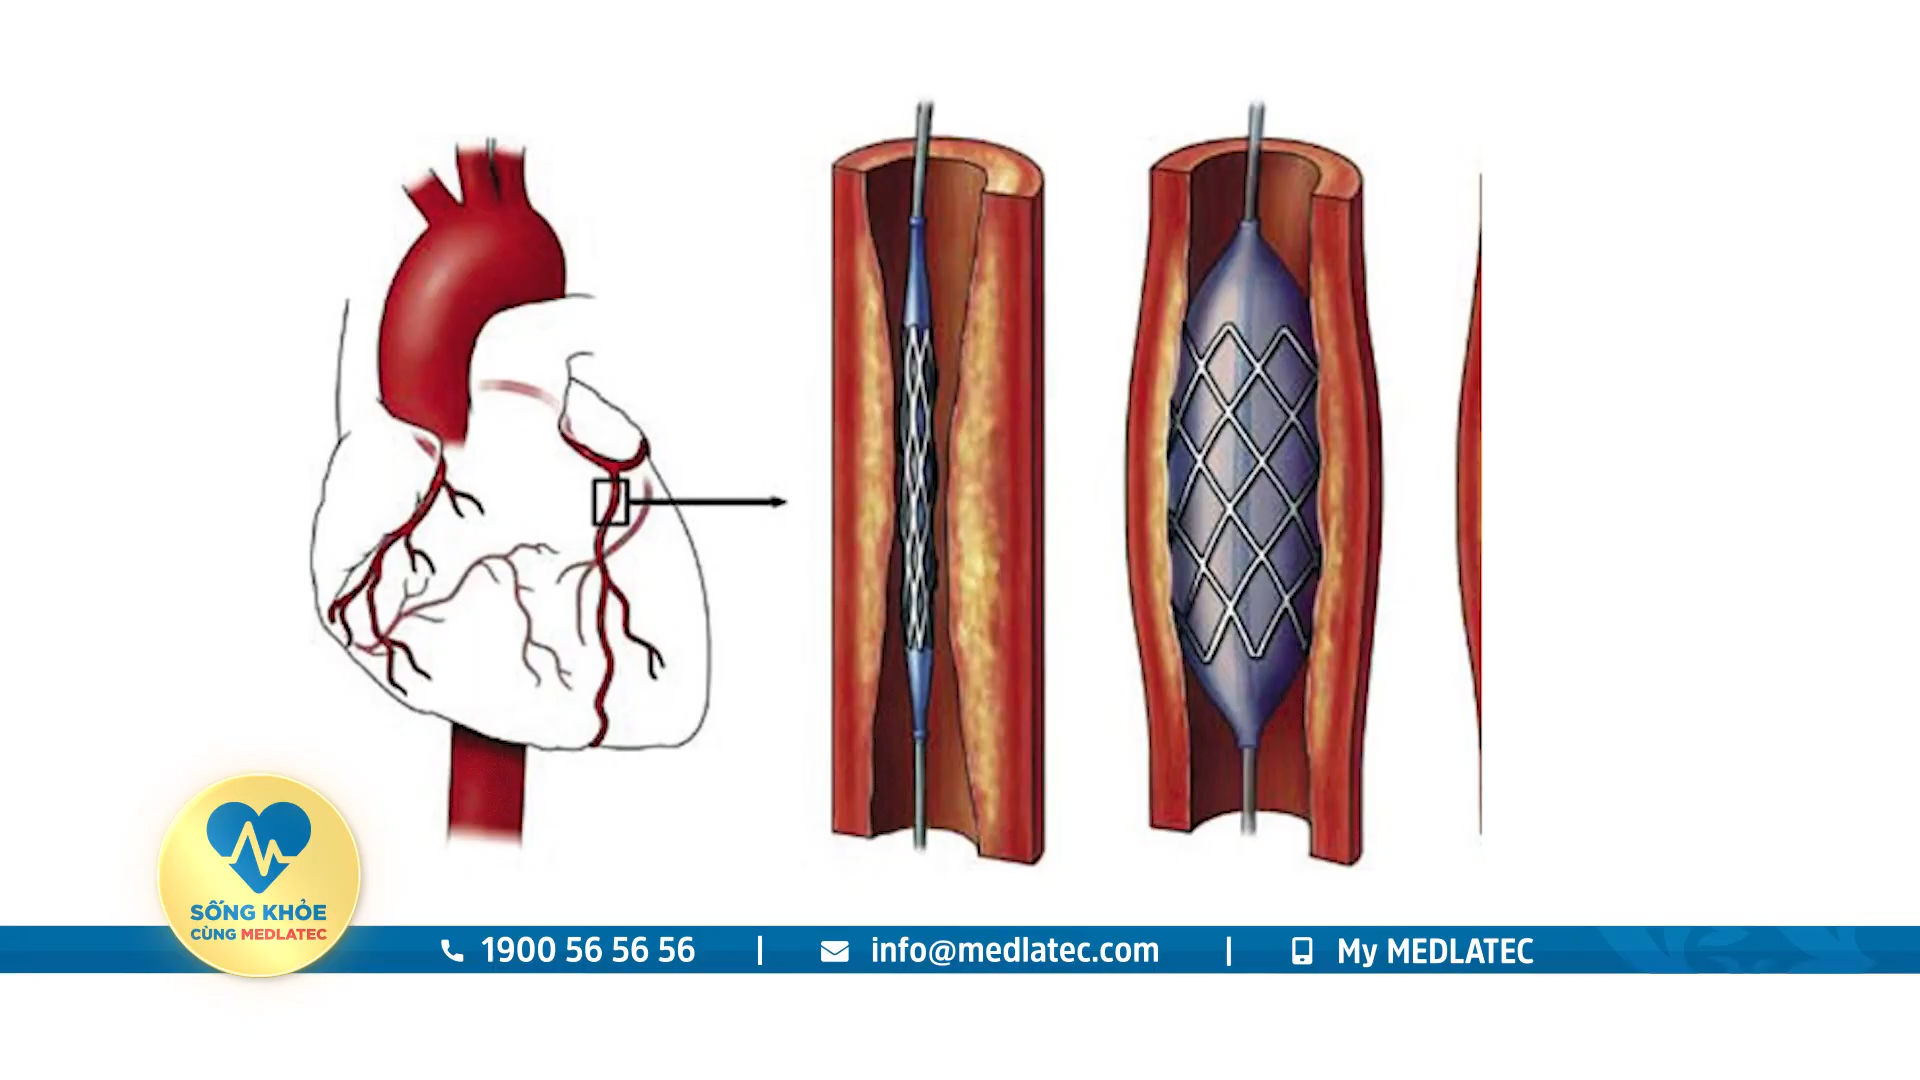 SỐNG KHỎE
CÙNG MEDLATEC
1900 56 56 56 | info@medlatec.com | My MEDLATEC